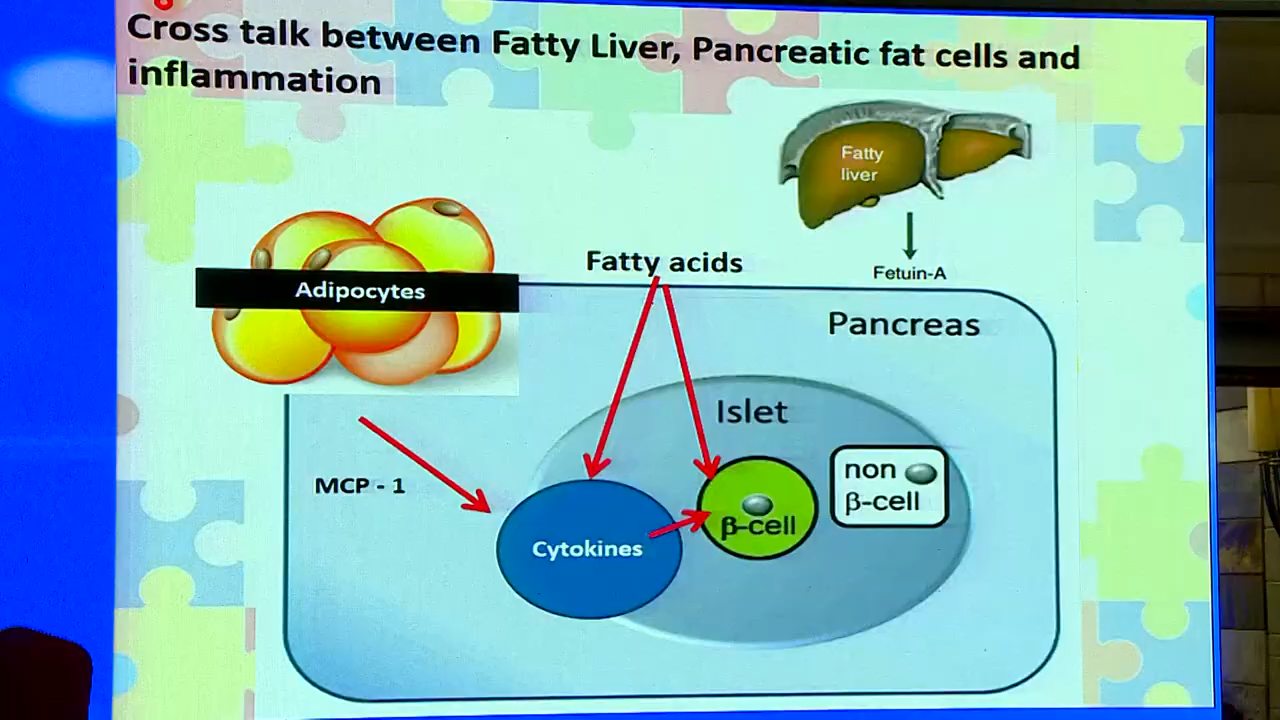 Cross talk between Fatty Liver, Pancreatic fat cells and
inflammation
Fatty
liver
Fetuin-A
Fatty acids
Adipocytes
Pancreas
Islet
non
β-cell
MCP - 1
β-cell
Cytokines